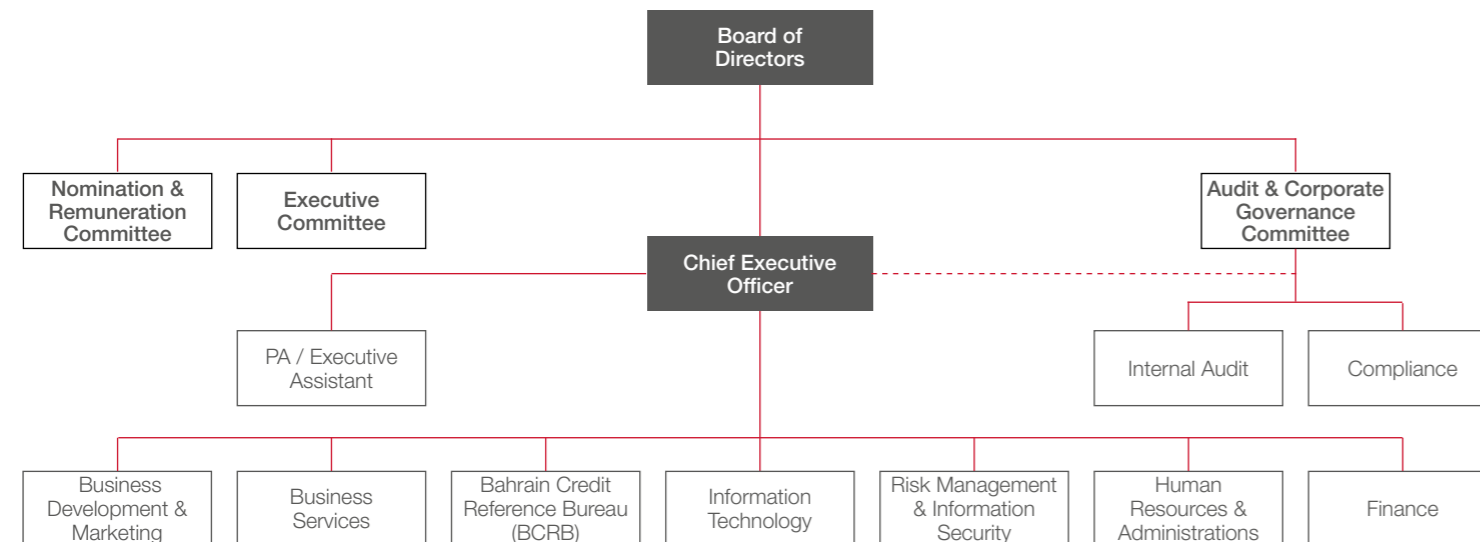 Board of
Directors
Nomination &
Remuneration
Committee
Executive
Committee
Audit & Corporate
Governance
Committee
Chief Executive
Officer
PA / Executive
Assistant
Internal Audit
Compliance
Business
Development &
Marketing
Business
Services
Bahrain Credit
Reference Bureau
(BCRB)
Information
Technology
Risk Management
& Information
Security
Human
Resources &
Administrations
Finance